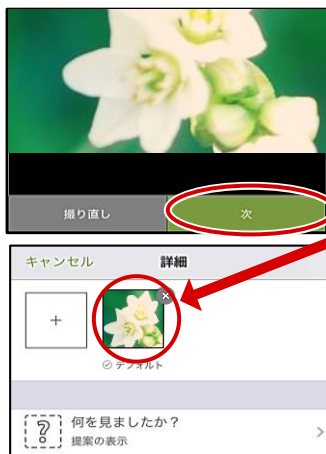 撮り直し
次
キャンセル
詳細
+
デフォルト
何を見ましたか？
提案の表示